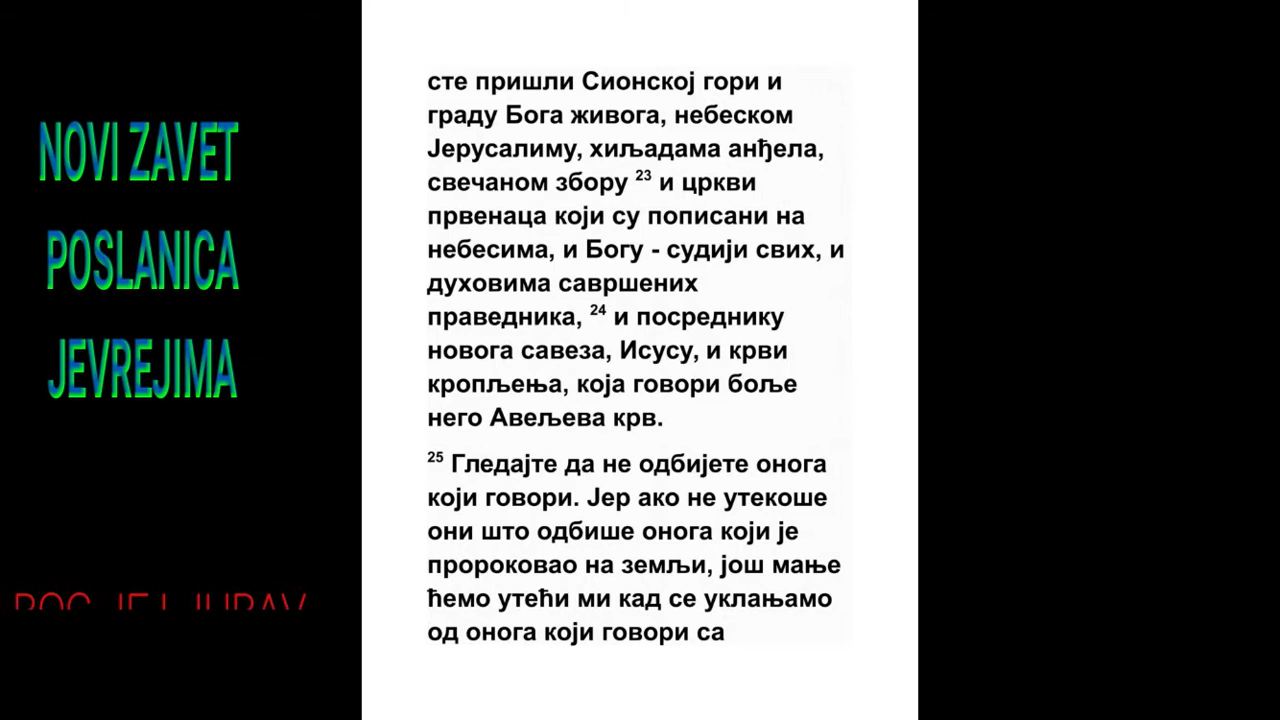 NOVI ZAVET
POSLANICA
JEVREJIMA
сте пришли Сионској гори и
граду Бога живога, небеском
Јерусалиму, хиљадама анђела,
свечаном збору 23 и цркви
првенаца који су пописани на
небесима, и Богу - судији свих, и
духовима савршених
праведника, 24 и посреднику
новога савеза, Исусу, и крви
кропљења, која говори боље
него Авељева крв.
25 Гледајте да не одбијете онога
који говори. Јер ако не утекоше
они што одбише онога који је
пророковао на земљи, још мање
ћемо утећи ми кад се уклањамо
од онога који говори са